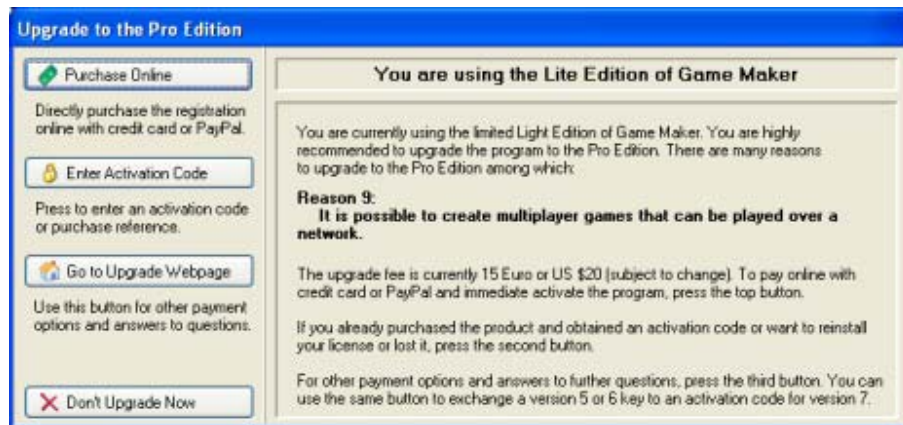 Upgrade to the Pro Edition
Purchase Online
Directly purchase the registration
online with credit card or PayPal.
Enter Activation Code
Press to enter an activation code
or purchase reference.
Go to Upgrade Webpage
Use this button for other payment
options and answers to questions.
Don't Upgrade Now
You are using the Lite Edition of Game Maker
You are currently using the limited Light Edition of Game Maker. You are highly
recommended to upgrade the program to the Pro Edition. There are many reasons
to upgrade to the Pro Edition among which:
Reason 9:
It is possible to create multiplayer games that can be played over a
network.
The upgrade fee is currently 15 Euro or US $20 (subject to change). To pay online with
credit card or PayPal and immediate activate the program, press the top button.
If you already purchased the product and obtained an activation code or want to reinstall
your license or lost it, press the second button.
For other payment options and answers to further questions, press the third button. You can
use the same button to exchange a version 5 or 6 key to an activation code for version 7.